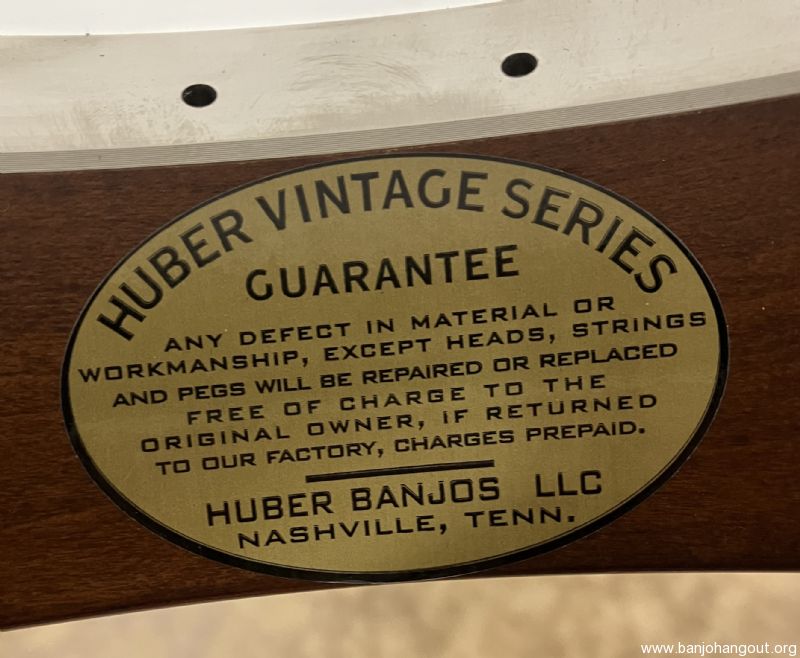 HUBER VINTAGE SERIES
GUARANTEE
ANY DEFECT IN MATERIAL OR
WORKMANSHIP, EXCEPT HEADS, STRINGS
AND PEGS WILL BE REPAIRED OR REPLACED
FREE OF CHARGE TO THE
ORIGINAL OWNER, IF RETURNED
TO OUR FACTORY, CHARGES PREPAID.
HUBER BANJOS LLC
NASHVILLE, TENN.
www.banjohangout.org